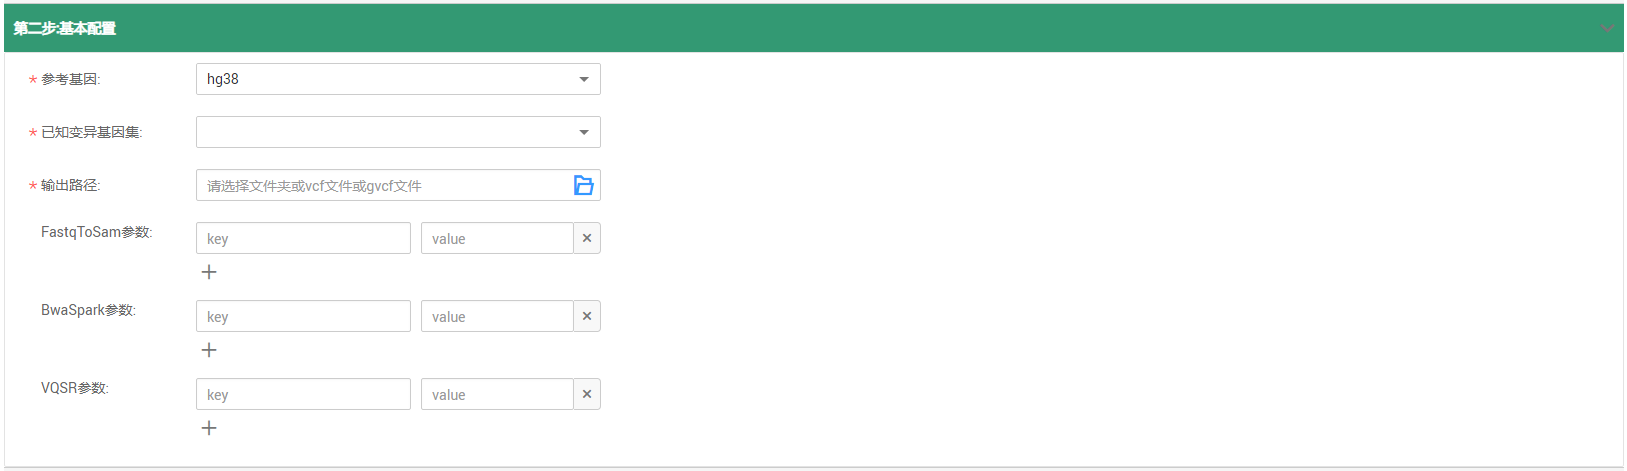 第二步:基本配置
* 参考基因: hg38
* 已知变异基因集:
* 输出路径: 请选择文件夹或vcf文件或gvcf文件
FastqToSam参数: key value
BwaSpark参数: key value
VQSR参数: key value